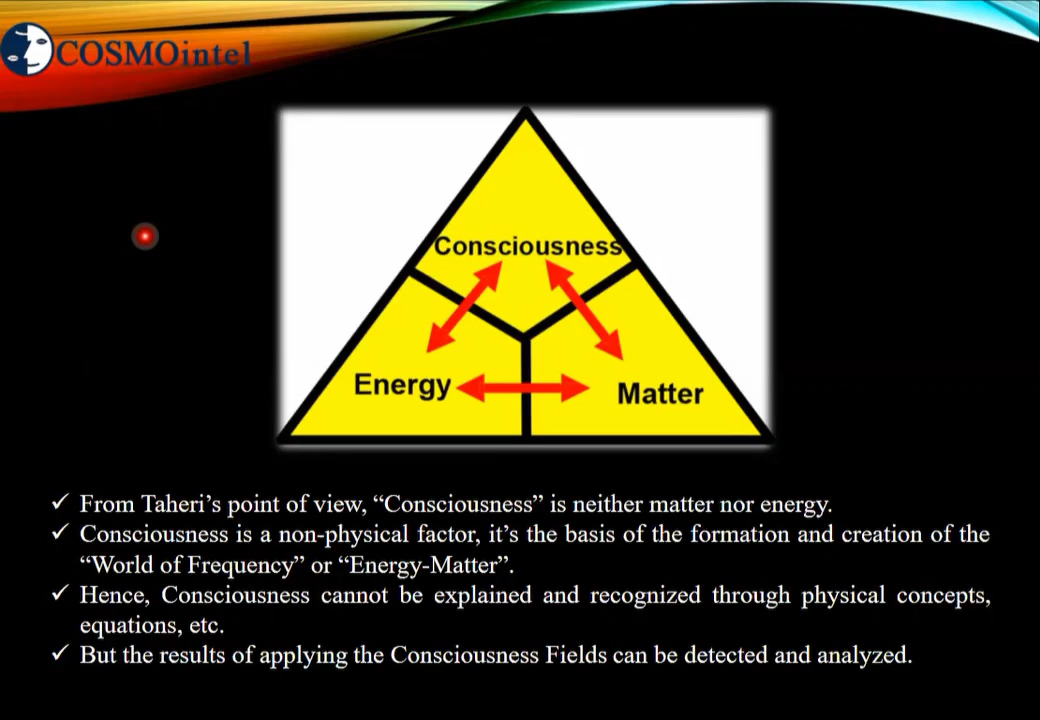 COSMOintel
Consciousness
Energy
Matter
✓ From Taheri’s point of view, “Consciousness” is neither matter nor energy.
✓ Consciousness is a non-physical factor, it’s the basis of the formation and creation of the
“World of Frequency” or “Energy-Matter”.
✓ Hence, Consciousness cannot be explained and recognized through physical concepts,
equations, etc.
✓ But the results of applying the Consciousness Fields can be detected and analyzed.